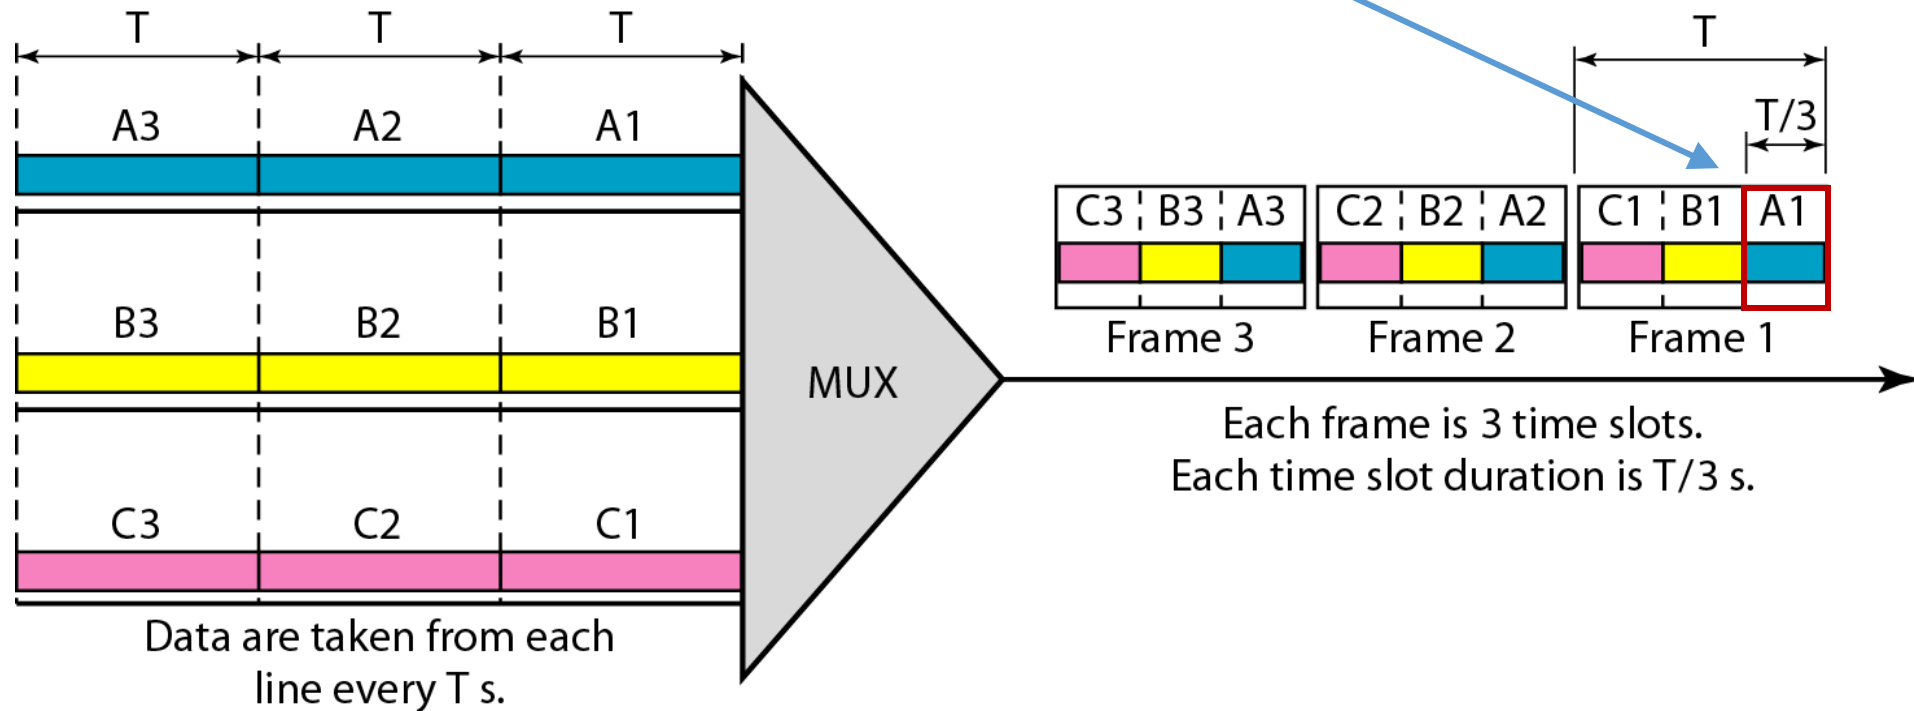 T T T
A3 A2 A1
B3 B2 B1
C3 C2 C1
Data are taken from each
line every T s.
MUX
T
T/3
C3 B3 A3 C2 B2 A2 C1 B1 A1
Frame 3 Frame 2 Frame 1
Each frame is 3 time slots.
Each time slot duration is T/3 s.